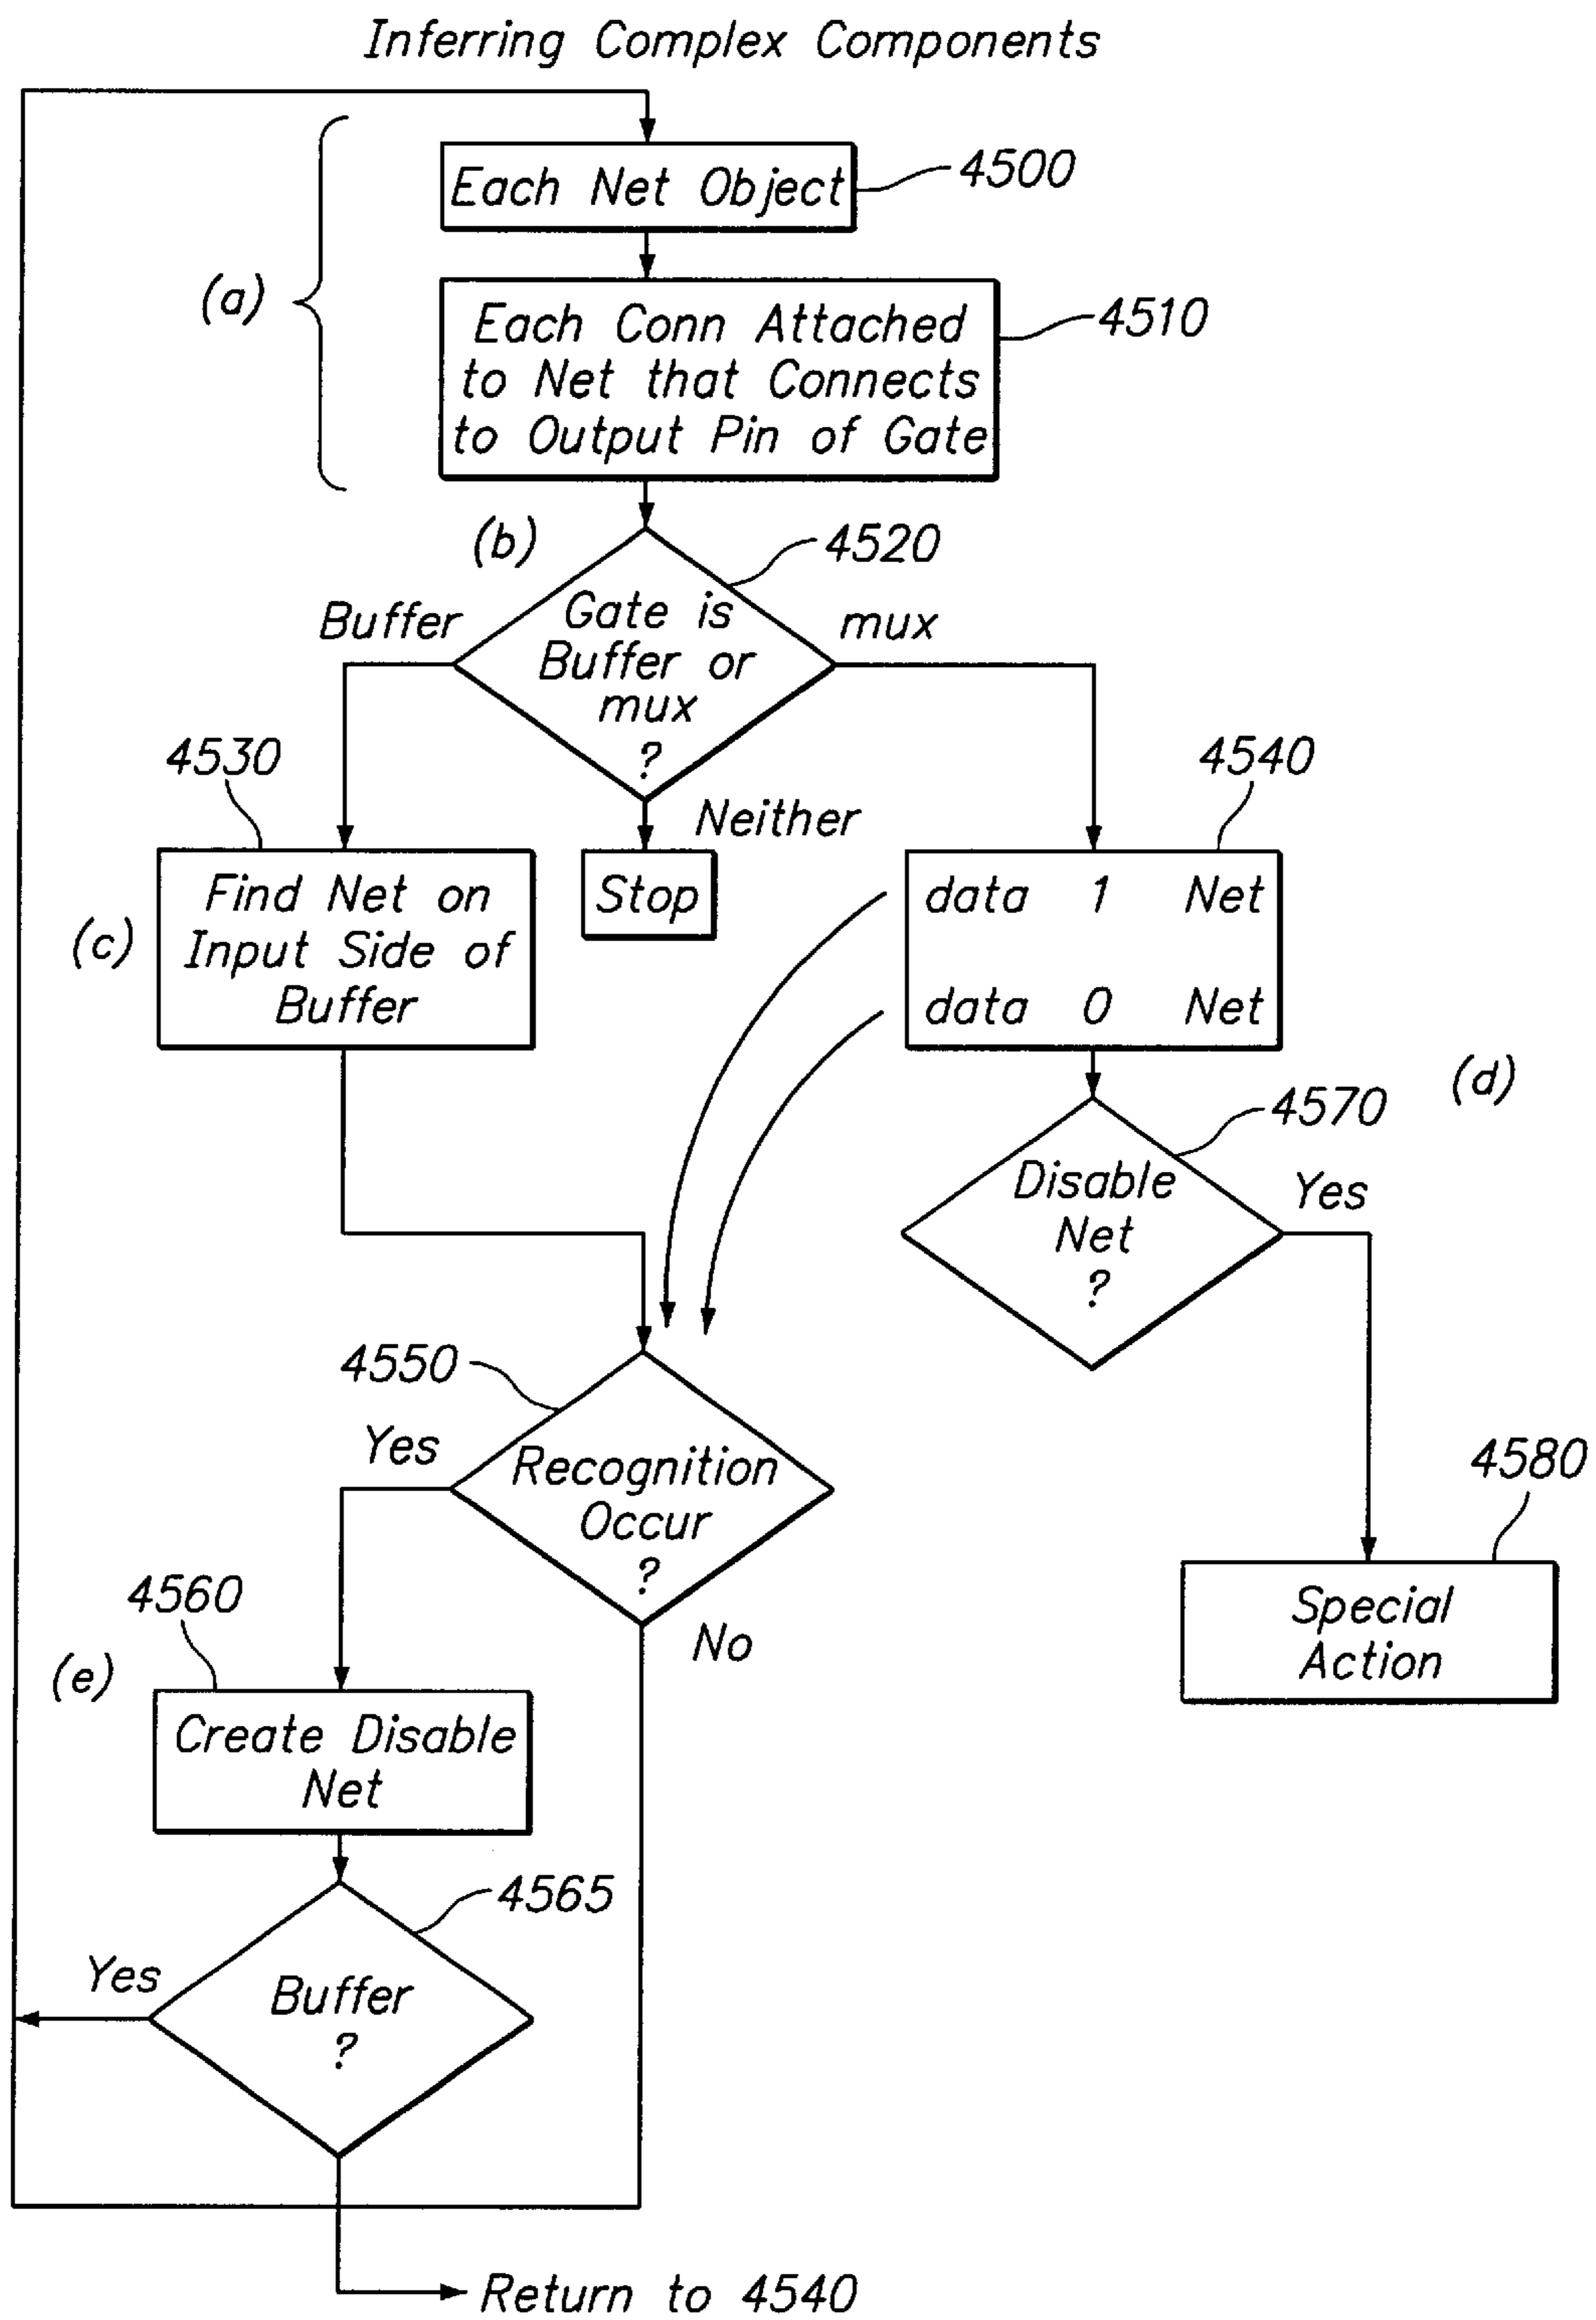 Inferring Complex Components
Each Net Object
4500
(a)
Each Conn Attached
to Net that Connects
to Output Pin of Gate
4510
(b)
4520
Buffer
Gate is
Buffer or
mux
?
mux
4530
Neither
4540
Find Net on
Input Side of
Buffer
(c)
Stop
data 1 Net
data 0 Net
(d)
4570
Disable
Net
?
Yes
4550
Yes
Recognition
Occur
?
No
4580
Special
Action
4560
(e)
Create Disable
Net
4565
Yes
Buffer
?
Return to 4540